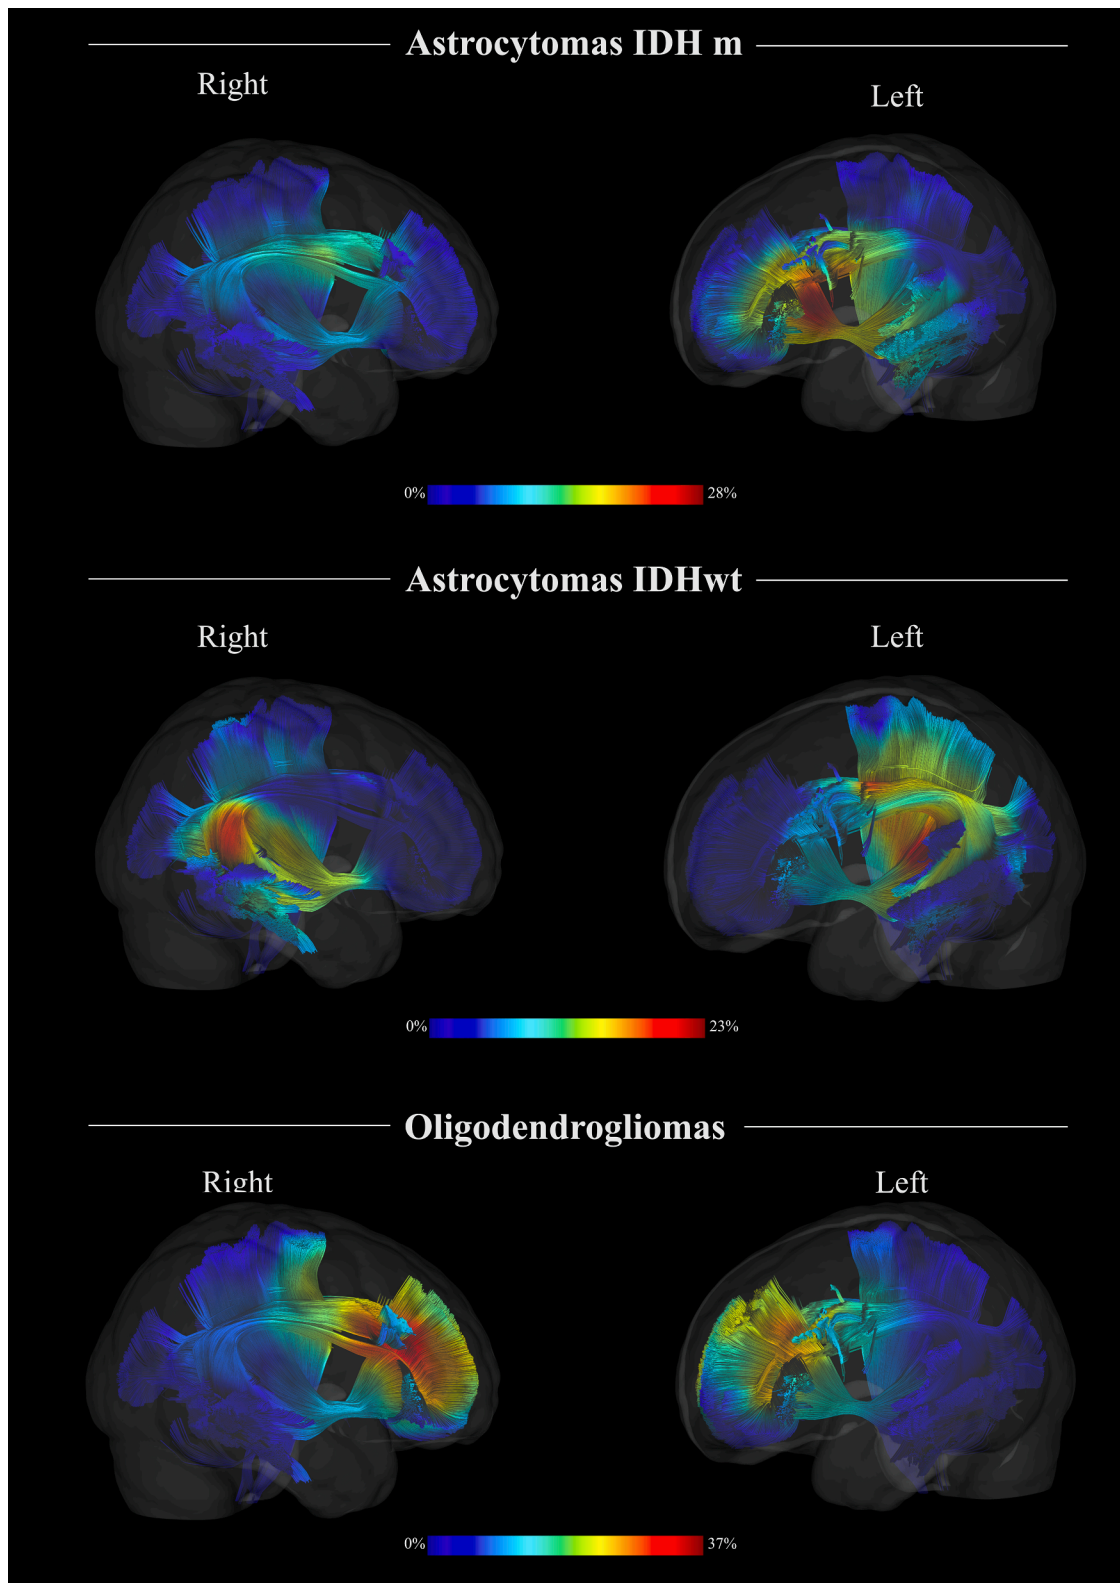 Astrocytomas IDH m
Right
Left
0%
28%
Astrocytomas IDHwt
Right
Left
0%
23%
Oligodendrogliomas
Right
Left
0%
37%